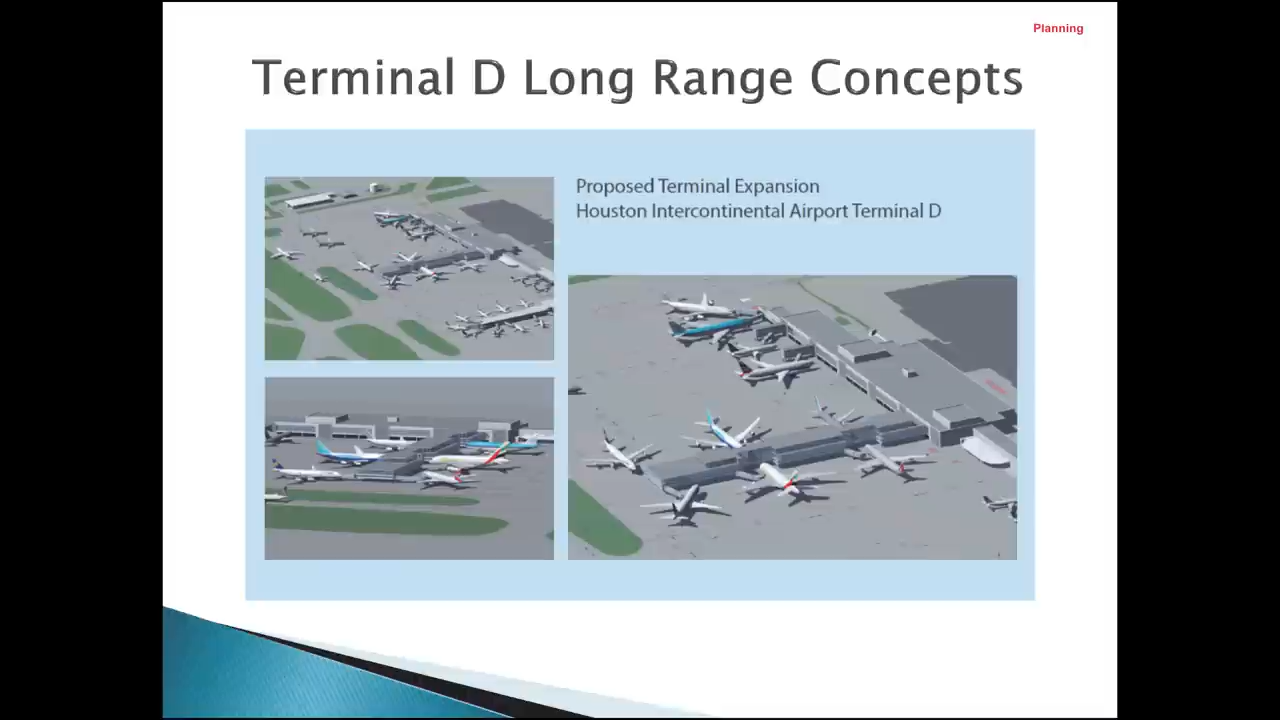 Planning
Terminal D Long Range Concepts
Proposed Terminal Expansion
Houston Intercontinental Airport Terminal D